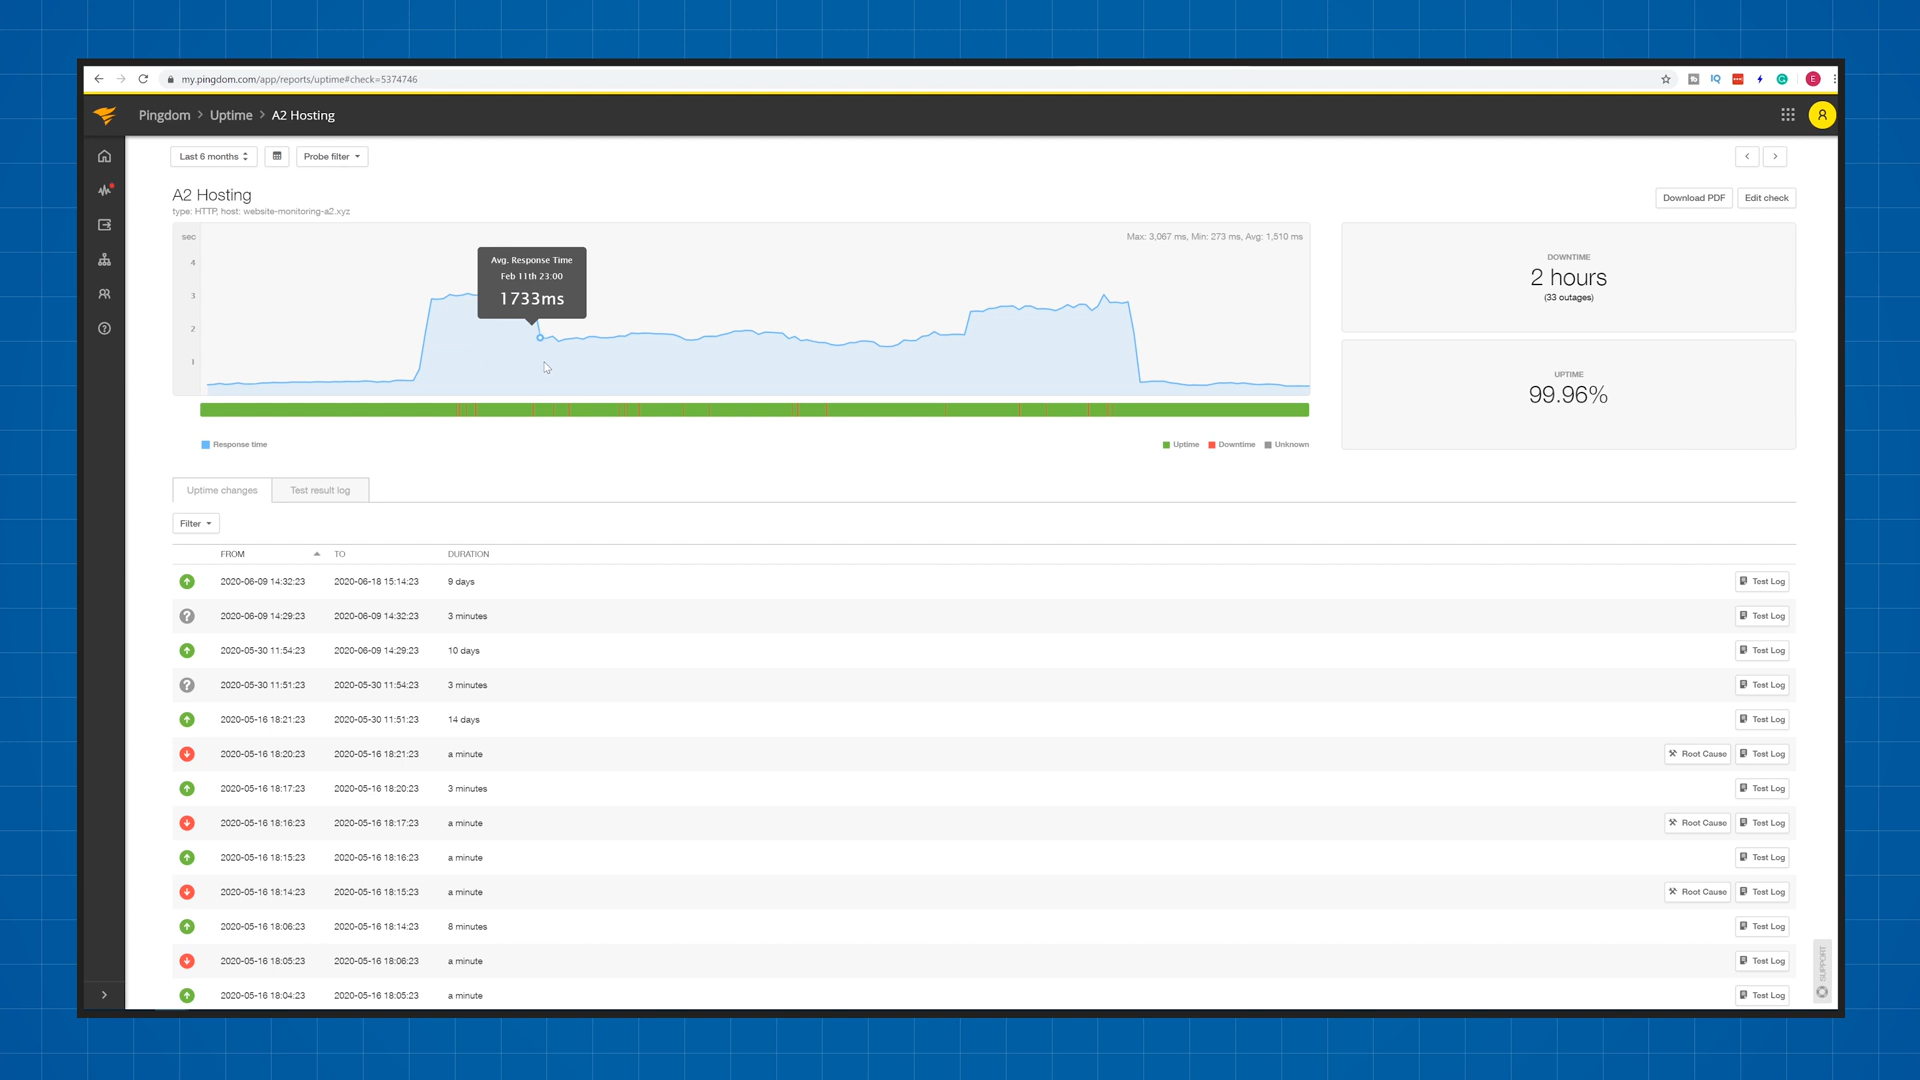 my.pingdom.com/app/reports/uptime#check=5374746
IQ
E
Pingdom > Uptime > A2 Hosting
Last 6 months
Probe filter
A2 Hosting
type: HTTP, host: website-monitoring-a2.xyz
Download PDF
Edit check
sec
Max: 3,067 ms, Min: 273 ms, Avg: 1,510 ms
4
3
2
1
Avg. Response Time
Feb 11th 23:00
1733ms
DOWNTIME
2 hours
(33 outages)
UPTIME
99.96%
Response time
Uptime
Downtime
Unknown
Uptime changes
Test result log
Filter
FROM TO DURATION
2020-06-09 14:32:23 2020-06-18 15:14:23 9 days Test Log
2020-06-09 14:29:23 2020-06-09 14:32:23 3 minutes Test Log
2020-05-30 11:54:23 2020-06-09 14:29:23 10 days Test Log
2020-05-30 11:51:23 2020-05-30 11:54:23 3 minutes Test Log
2020-05-16 18:21:23 2020-05-30 11:51:23 14 days Test Log
2020-05-16 18:20:23 2020-05-16 18:21:23 a minute Root Cause Test Log
2020-05-16 18:17:23 2020-05-16 18:20:23 3 minutes Test Log
2020-05-16 18:16:23 2020-05-16 18:17:23 a minute Root Cause Test Log
2020-05-16 18:15:23 2020-05-16 18:16:23 a minute Test Log
2020-05-16 18:14:23 2020-05-16 18:15:23 a minute Root Cause Test Log
2020-05-16 18:06:23 2020-05-16 18:14:23 8 minutes Test Log
2020-05-16 18:05:23 2020-05-16 18:06:23 a minute Test Log
2020-05-16 18:04:23 2020-05-16 18:05:23 a minute Test Log
SUPPORT